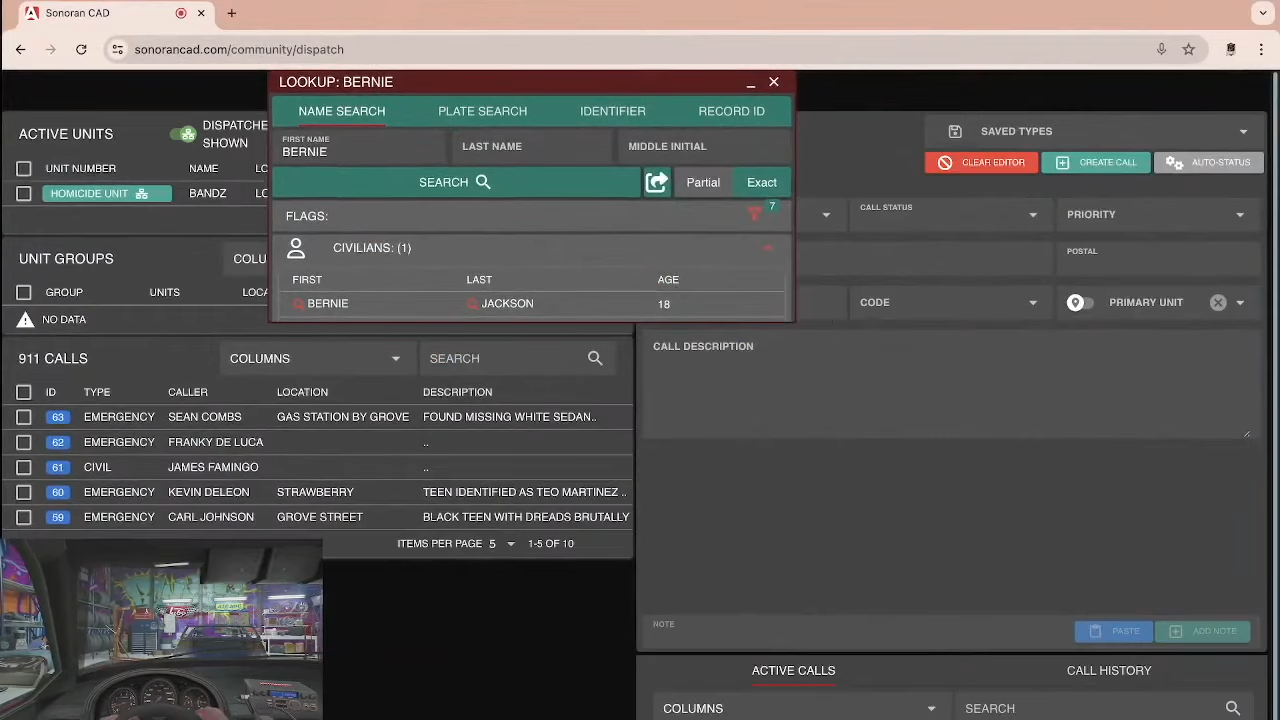 Sonoran CAD
sonorancad.com/community/dispatch
LOOKUP: BERNIE
NAME SEARCH PLATE SEARCH IDENTIFIER RECORD ID
FIRST NAME
BERNIE
LAST NAME
MIDDLE INITIAL
SEARCH
Partial
Exact
FLAGS:
7
CIVILIANS: (1)
FIRST LAST AGE
BERNIE JACKSON 18
ACTIVE UNITS
DISPATCHE
SHOWN
UNIT NUMBER NAME LO
HOMICIDE UNIT BANDZ LO
UNIT GROUPS
COLU
GROUP UNITS LOCA
NO DATA
911 CALLS
COLUMNS
SEARCH
ID TYPE CALLER LOCATION DESCRIPTION
63 EMERGENCY SEAN COMBS GAS STATION BY GROVE FOUND MISSING WHITE SEDAN..
62 EMERGENCY FRANKY DE LUCA ..
61 CIVIL JAMES FAMINGO ..
60 EMERGENCY KEVIN DELEON STRAWBERRY TEEN IDENTIFIED AS TEO MARTINEZ ..
59 EMERGENCY CARL JOHNSON GROVE STREET BLACK TEEN WITH DREADS BRUTALLY
ITEMS PER PAGE 5 1-5 OF 10
SAVED TYPES
CLEAR EDITOR
CREATE CALL
AUTO-STATUS
CALL STATUS
PRIORITY
POSTAL
CODE
PRIMARY UNIT
CALL DESCRIPTION
NOTE
PASTE
ADD NOTE
ACTIVE CALLS
CALL HISTORY
COLUMNS
SEARCH